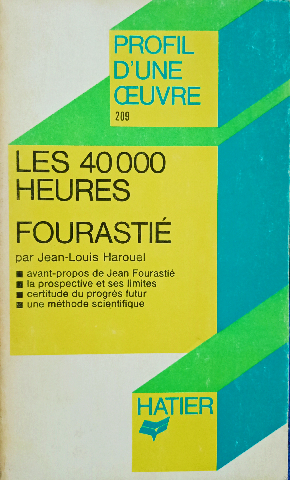 PROFIL
D'UNE
ŒUVRE
209
LES 40 000
HEURES
FOURASTIÉ
par Jean-Louis Harouel
■ avant-propos de Jean Fourastié
■ la prospective et ses limites
■ certitude du progrès futur
■ une méthode scientifique
HATIER